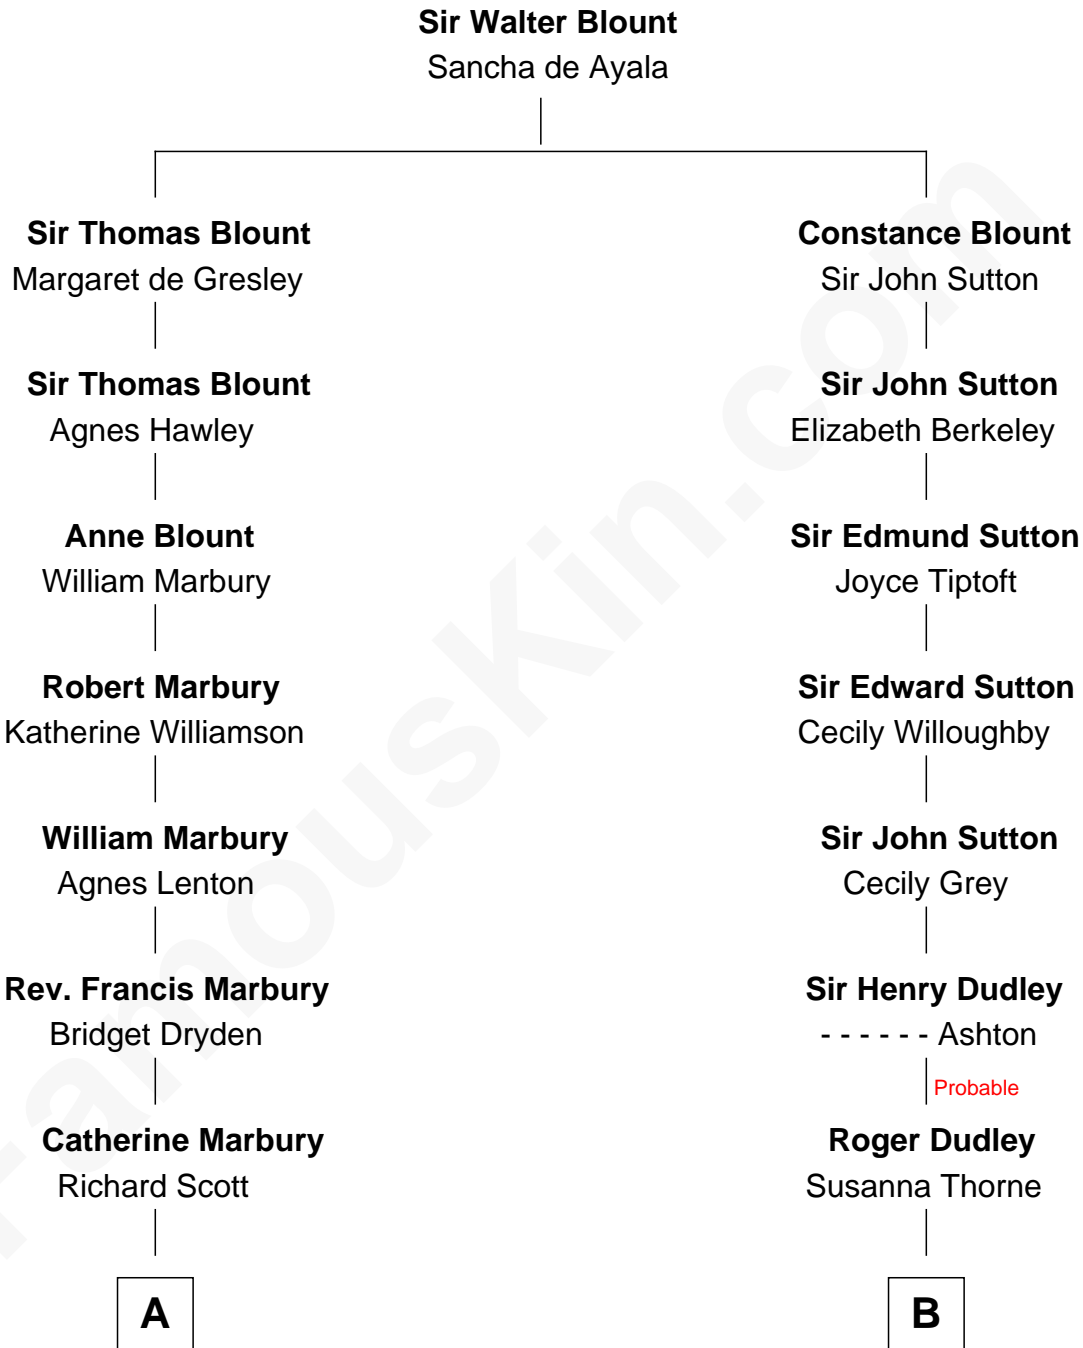 Sir Walter Blount
Sancha de Ayala
Sir Thomas Blount
Margaret de Gresley
Sir Thomas Blount
Agnes Hawley
Anne Blount
William Marbury
Robert Marbury
Katherine Williamson
William Marbury
Agnes Lenton
Rev. Francis Marbury
Bridget Dryden
Catherine Marbury
Richard Scott
A
Constance Blount
Sir John Sutton
Sir John Sutton
Elizabeth Berkeley
Sir Edmund Sutton
Joyce Tiptoft
Sir Edward Sutton
Cecily Willoughby
Sir John Sutton
Cecily Grey
Sir Henry Dudley
- - - - - - Ashton
Probable
Roger Dudley
Susanna Thorne
B
FamousKin.com